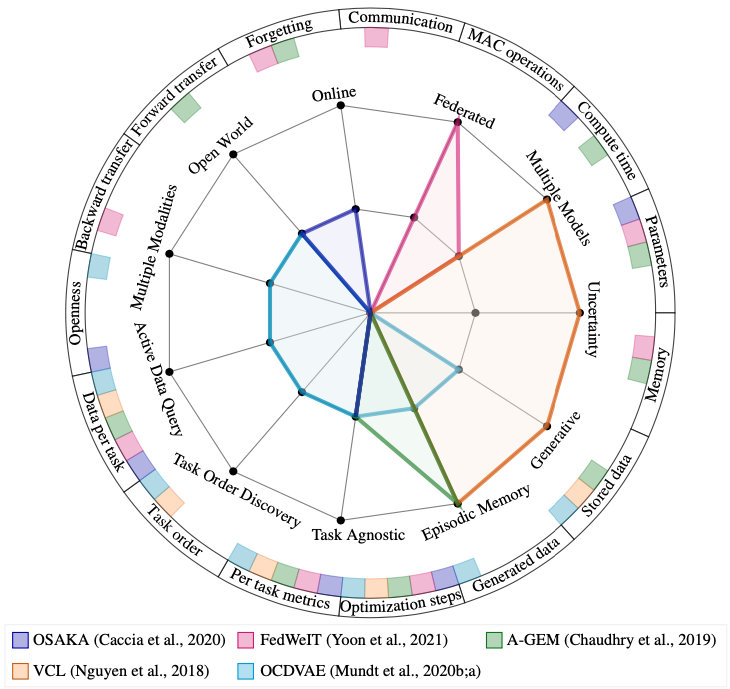 Communication
MAC operations
Compute time
Parameters
Memory
Stored data
Generated data
Optimization steps
Per task metrics
Task order
Data per task
Openness
Backward transfer
Forward transfer
Forgetting
Online
Federated
Multiple Models
Uncertainty
Generative
Episodic Memory
Task Agnostic
Task Order Discovery
Active Data Query
Multiple Modalities
Open World
OSAKA (Caccia et al., 2020) FedWeIT (Yoon et al., 2021) A-GEM (Chaudhry et al., 2019)
VCL (Nguyen et al., 2018) OCDVAE (Mundt et al., 2020b;a)